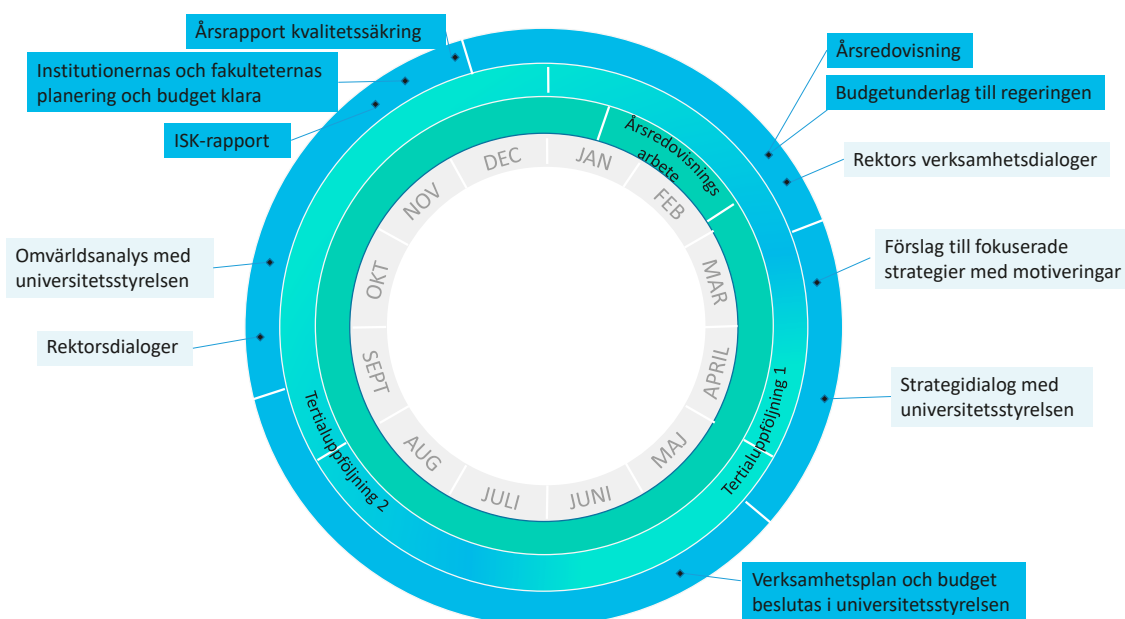 Årsrapport kvalitetssäkring
Institutionernas och fakulteternas
planering och budget klara
ISK-rapport
Omvärldsanalys med
universitetsstyrelsen
Rektorsdialoger
Årsredovisning
Budgetunderlag till regeringen
Rektors verksamhetsdialoger
Förslag till fokuserade
strategier med motiveringar
Strategidialog med
universitetsstyrelsen
Verksamhetsplan och budget
beslutas i universitetsstyrelsen
Årsredovisnings
arbete
Tertialuppföljning 1
Tertialuppföljning 2
JAN
FEB
MAR
APRIL
MAJ
JUNI
JULI
AUG
SEPT
OKT
NOV
DEC